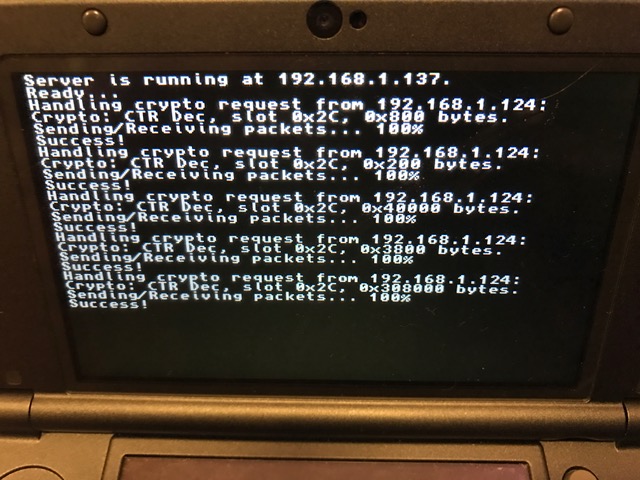 Server is running at 192.168.1.137.
Ready...
Handling crypto request from 192.168.1.124:
Crypto: CTR Dec, slot 0x2C, 0x800 bytes.
Sending/Receiving packets... 100%
Success!
Handling crypto request from 192.168.1.124:
Crypto: CTR Dec, slot 0x2C, 0x200 bytes.
Sending/Receiving packets... 100%
Success!
Handling crypto request from 192.168.1.124:
Crypto: CTR Dec, slot 0x2C, 0x40000 bytes.
Sending/Receiving packets... 100%
Success!
Handling crypto request from 192.168.1.124:
Crypto: CTR Dec, slot 0x2C, 0x3800 bytes.
Sending/Receiving packets... 100%
Success!
Handling crypto request from 192.168.1.124:
Crypto: CTR Dec, slot 0x2C, 0x308000 bytes.
Sending/Receiving packets... 100%
Success!